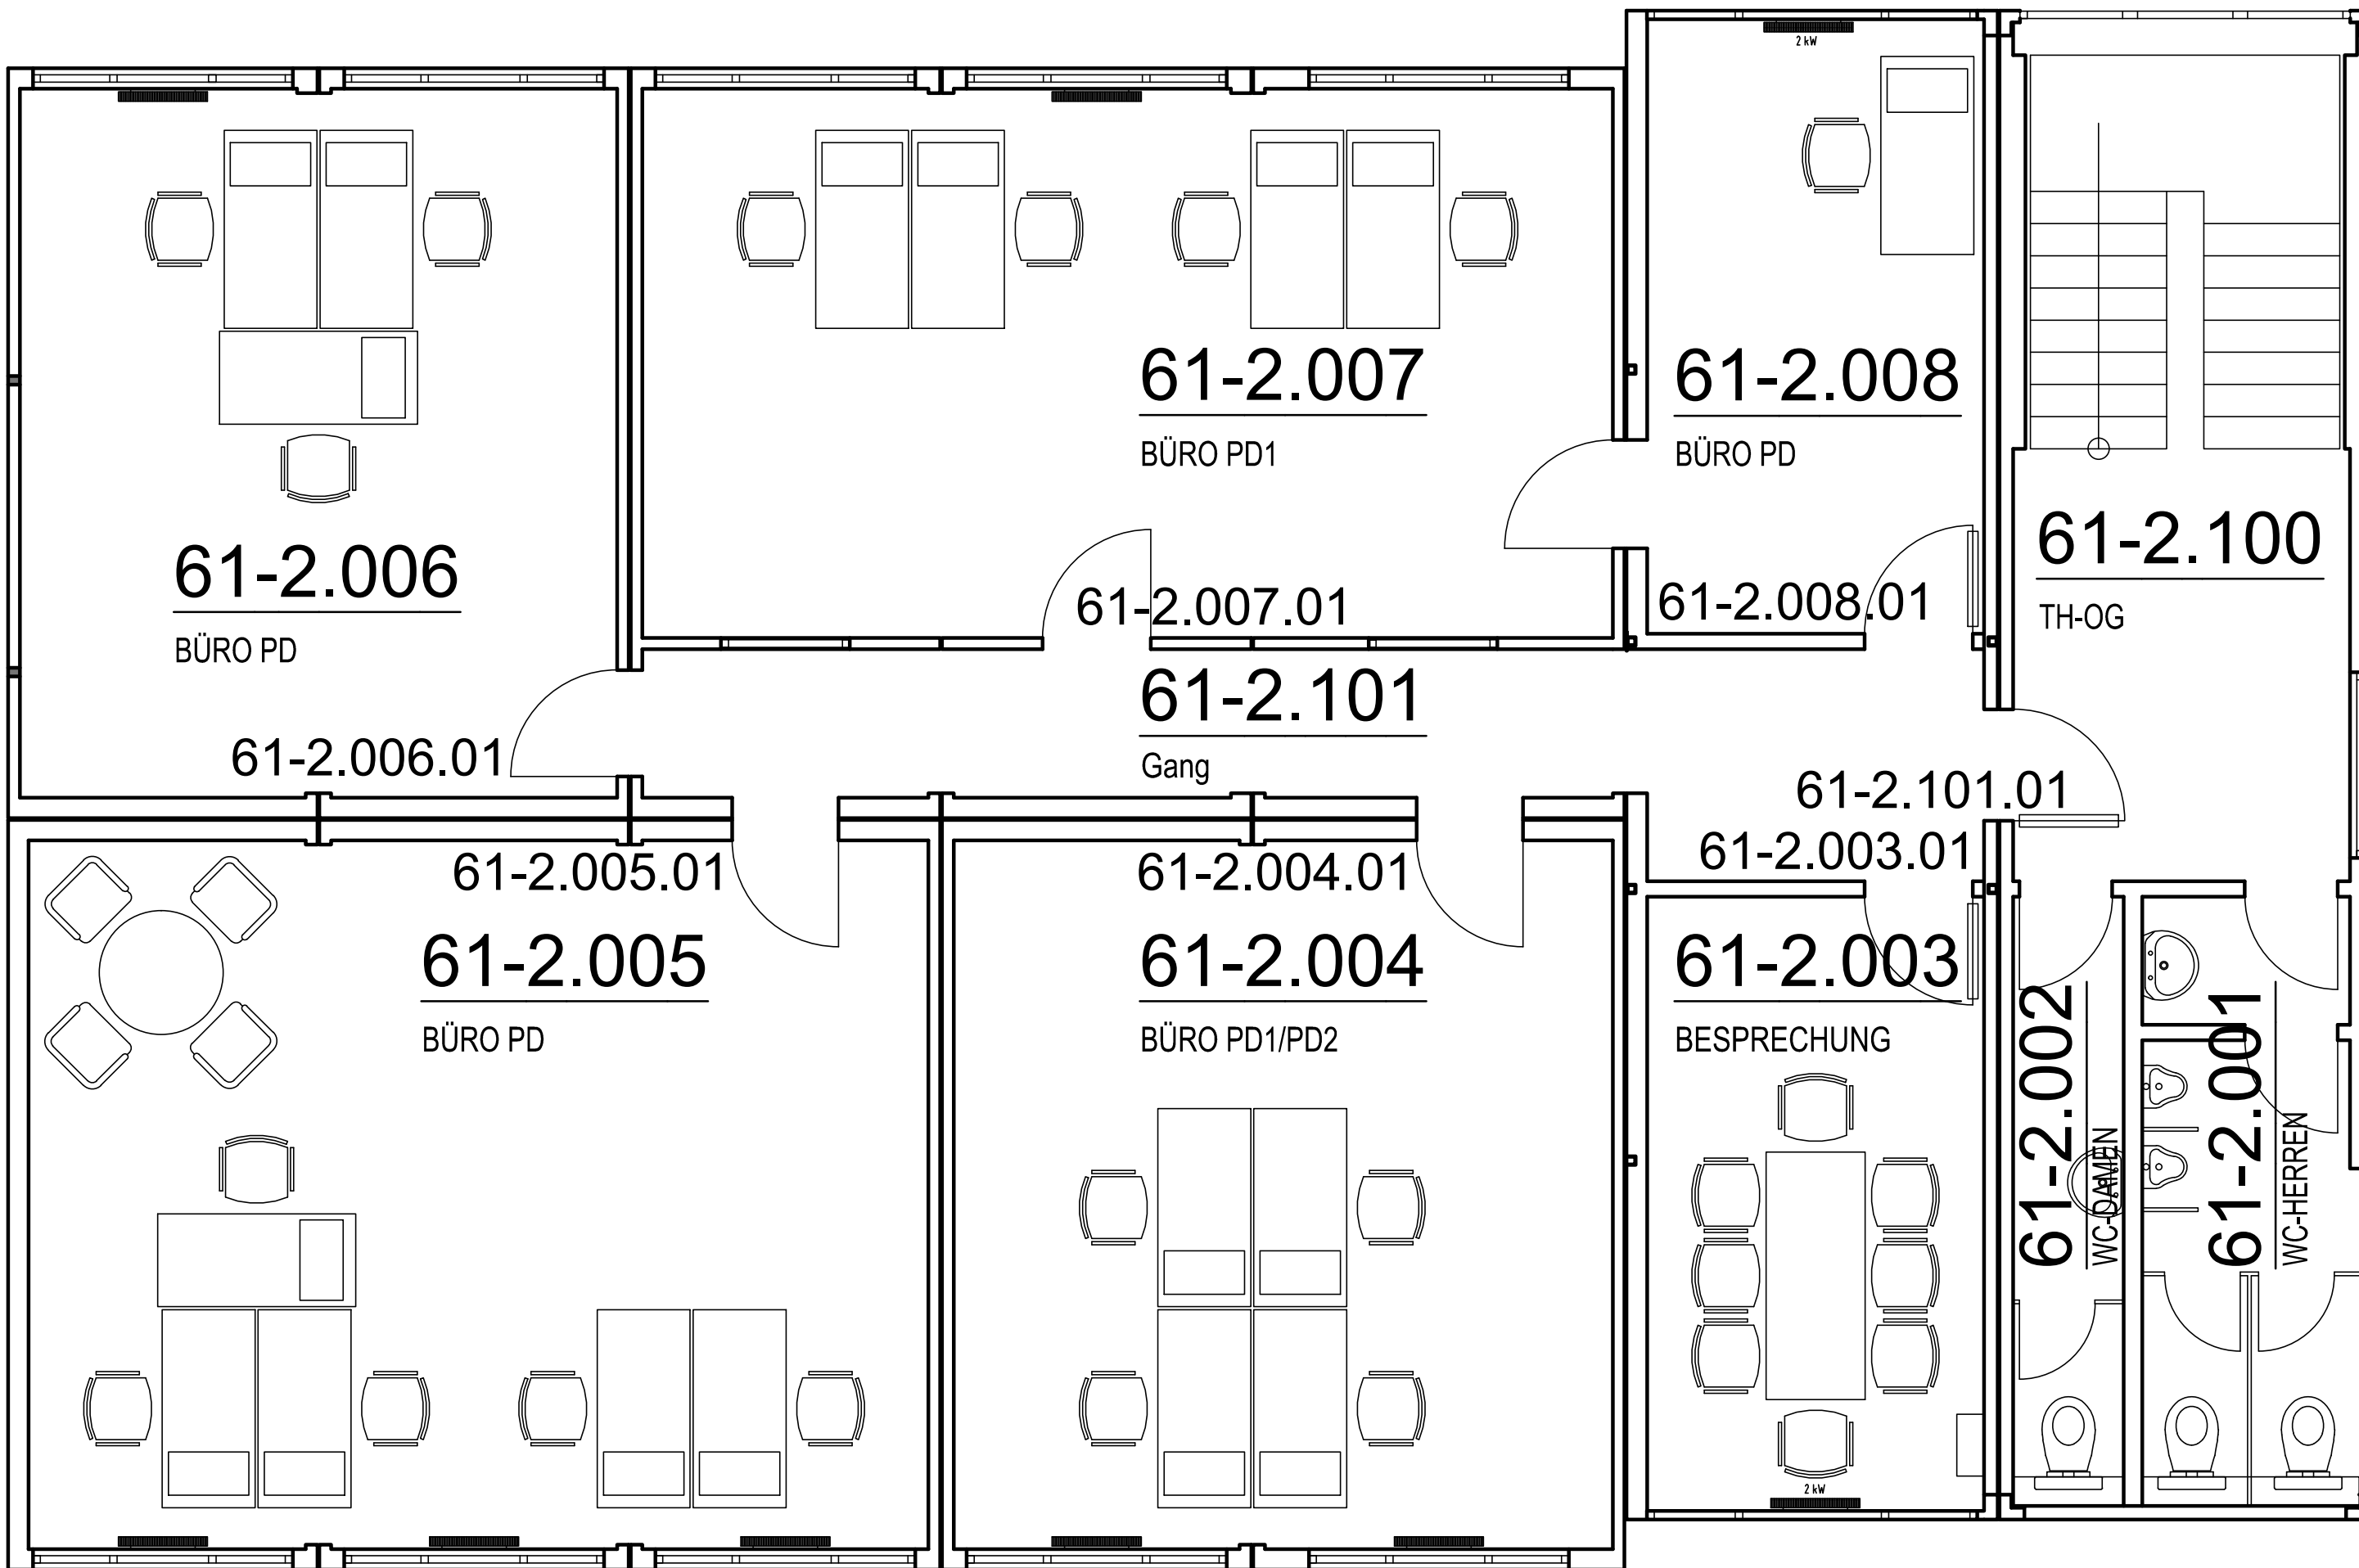 2 kW
61-2.007
BÜRO PD1
61-2.008
BÜRO PD
61-2.006
BÜRO PD
61-2.100
TH-OG
61-2.007.01
61-2.008.01
61-2.101
Gang
61-2.006.01
61-2.101.01
61-2.003.01
61-2.005.01
61-2.004.01
61-2.005
BÜRO PD
61-2.004
BÜRO PD1/PD2
61-2.003
BESPRECHUNG
61-2.002
WC-DAMEN
61-2.001
WC-HERREN
2 kW